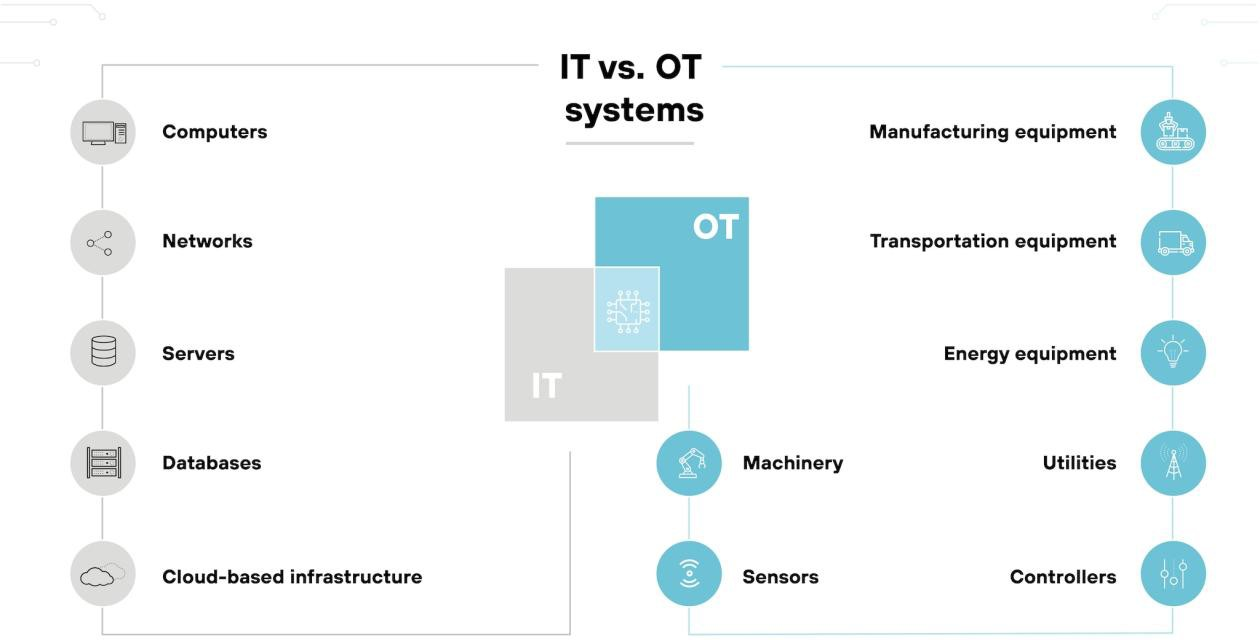 IT vs. OT
systems
Computers
Networks
Servers
Databases
Cloud-based infrastructure
OT
IT
Machinery
Sensors
Manufacturing equipment
Transportation equipment
Energy equipment
Utilities
Controllers